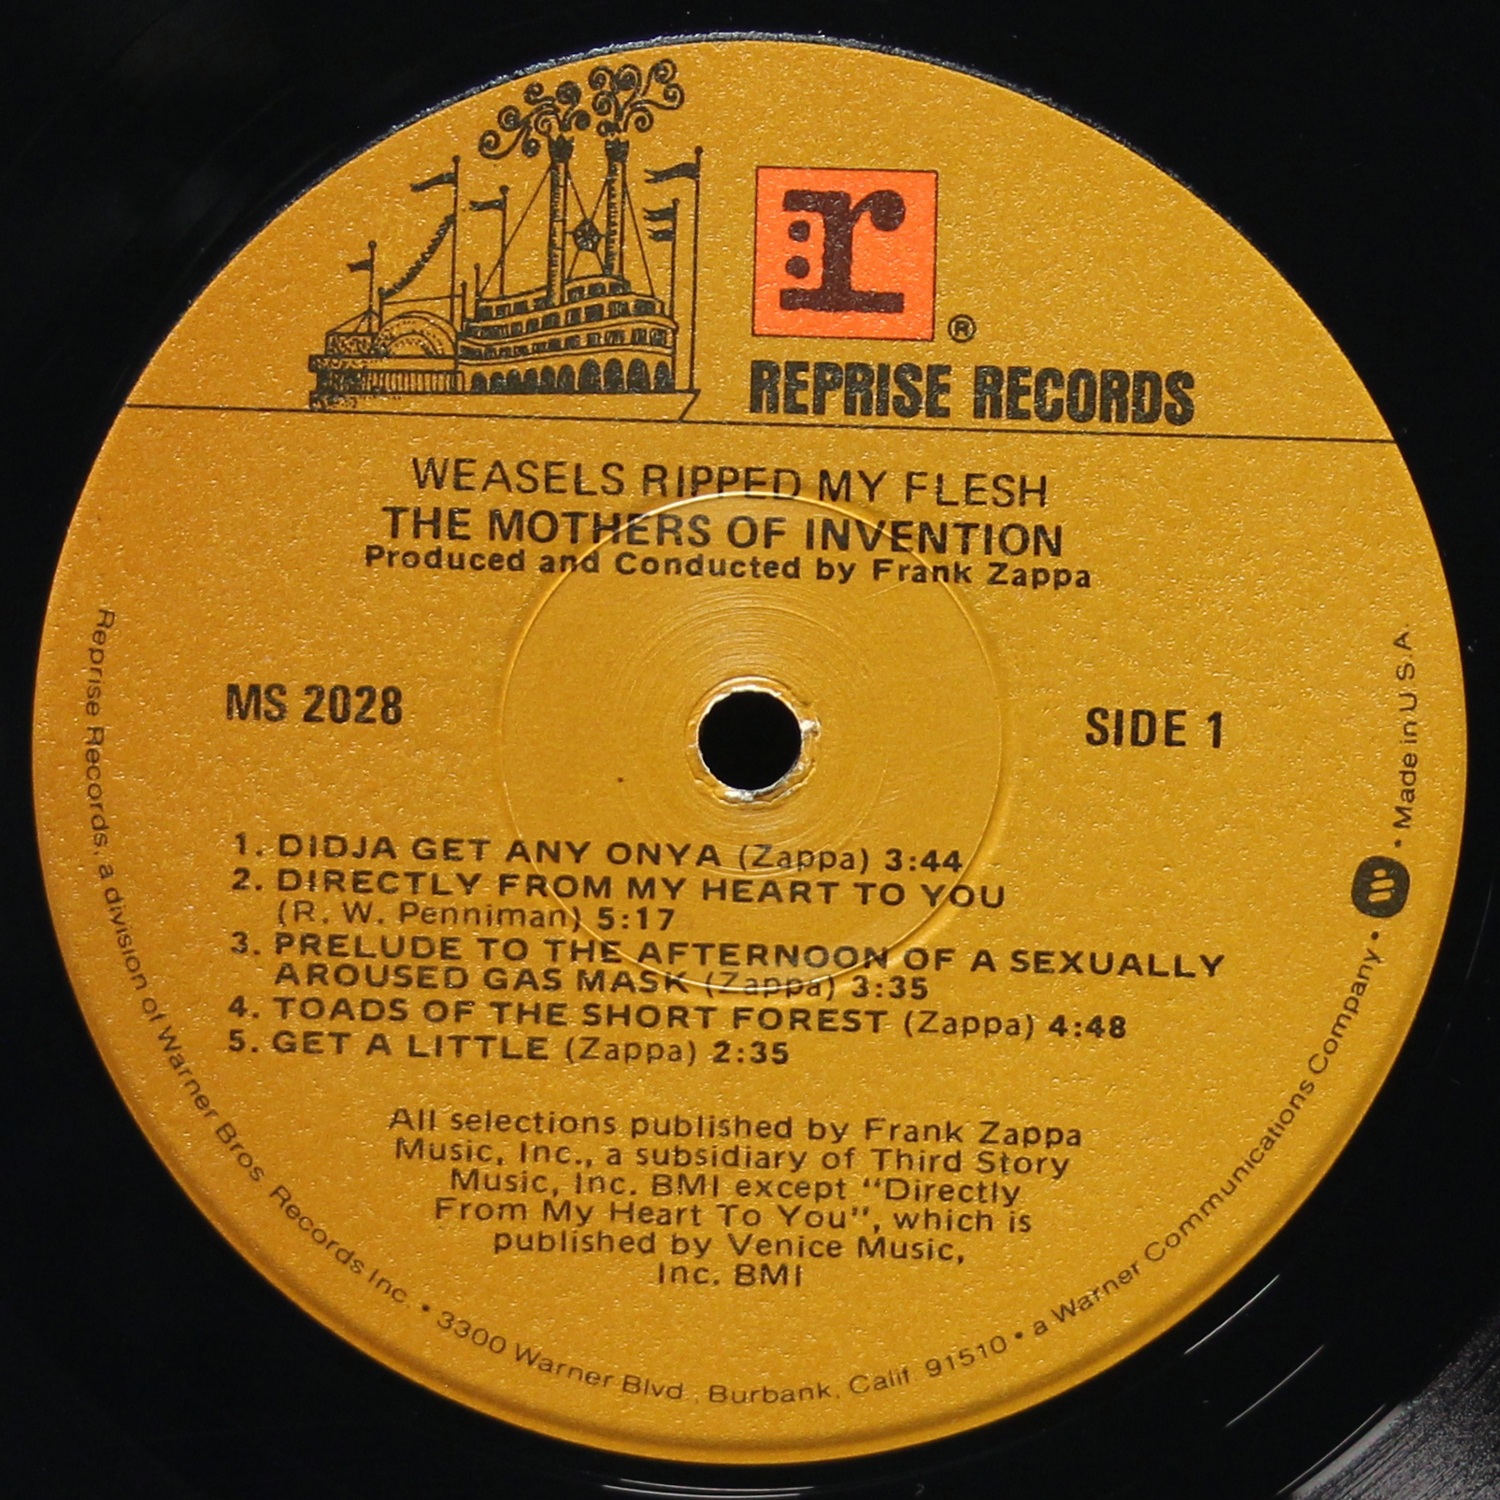 r
®
REPRISE RECORDS
WEASELS RIPPED MY FLESH
THE MOTHERS OF INVENTION
Produced and Conducted by Frank Zappa
MS 2028
SIDE 1
1. DIDJA GET ANY ONYA (Zappa) 3:44
2. DIRECTLY FROM MY HEART TO YOU
(R. W. Penniman) 5:17
3. PRELUDE TO THE AFTERNOON OF A SEXUALLY
AROUSED GAS MASK (Zappa) 3:35
4. TOADS OF THE SHORT FOREST (Zappa) 4:48
5. GET A LITTLE (Zappa) 2:35
All selections published by Frank Zappa
Music, Inc., a subsidiary of Third Story
Music, Inc. BMI except "Directly
From My Heart To You", which is
published by Venice Music,
Inc. BMI
Reprise Records, a division of Warner Bros. Records Inc. • 3300 Warner Blvd., Burbank, Calif. 91510 • a Warner Communications Company • W • Made in U.S.A.